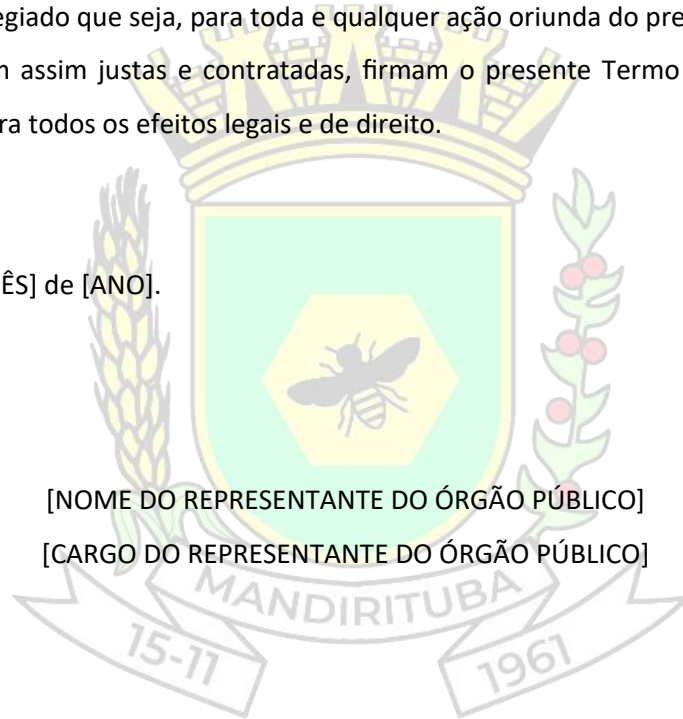 egiado que seja, para toda e qualquer ação oriunda do pre
m assim justas e contratadas, firmam o presente Termo
ra todos os efeitos legais e de direito.
ÊS] de [ANO].
[NOME DO REPRESENTANTE DO ÓRGÃO PÚBLICO]
[CARGO DO REPRESENTANTE DO ÓRGÃO PÚBLICO]
MANDIRITUBA
15-11
1961